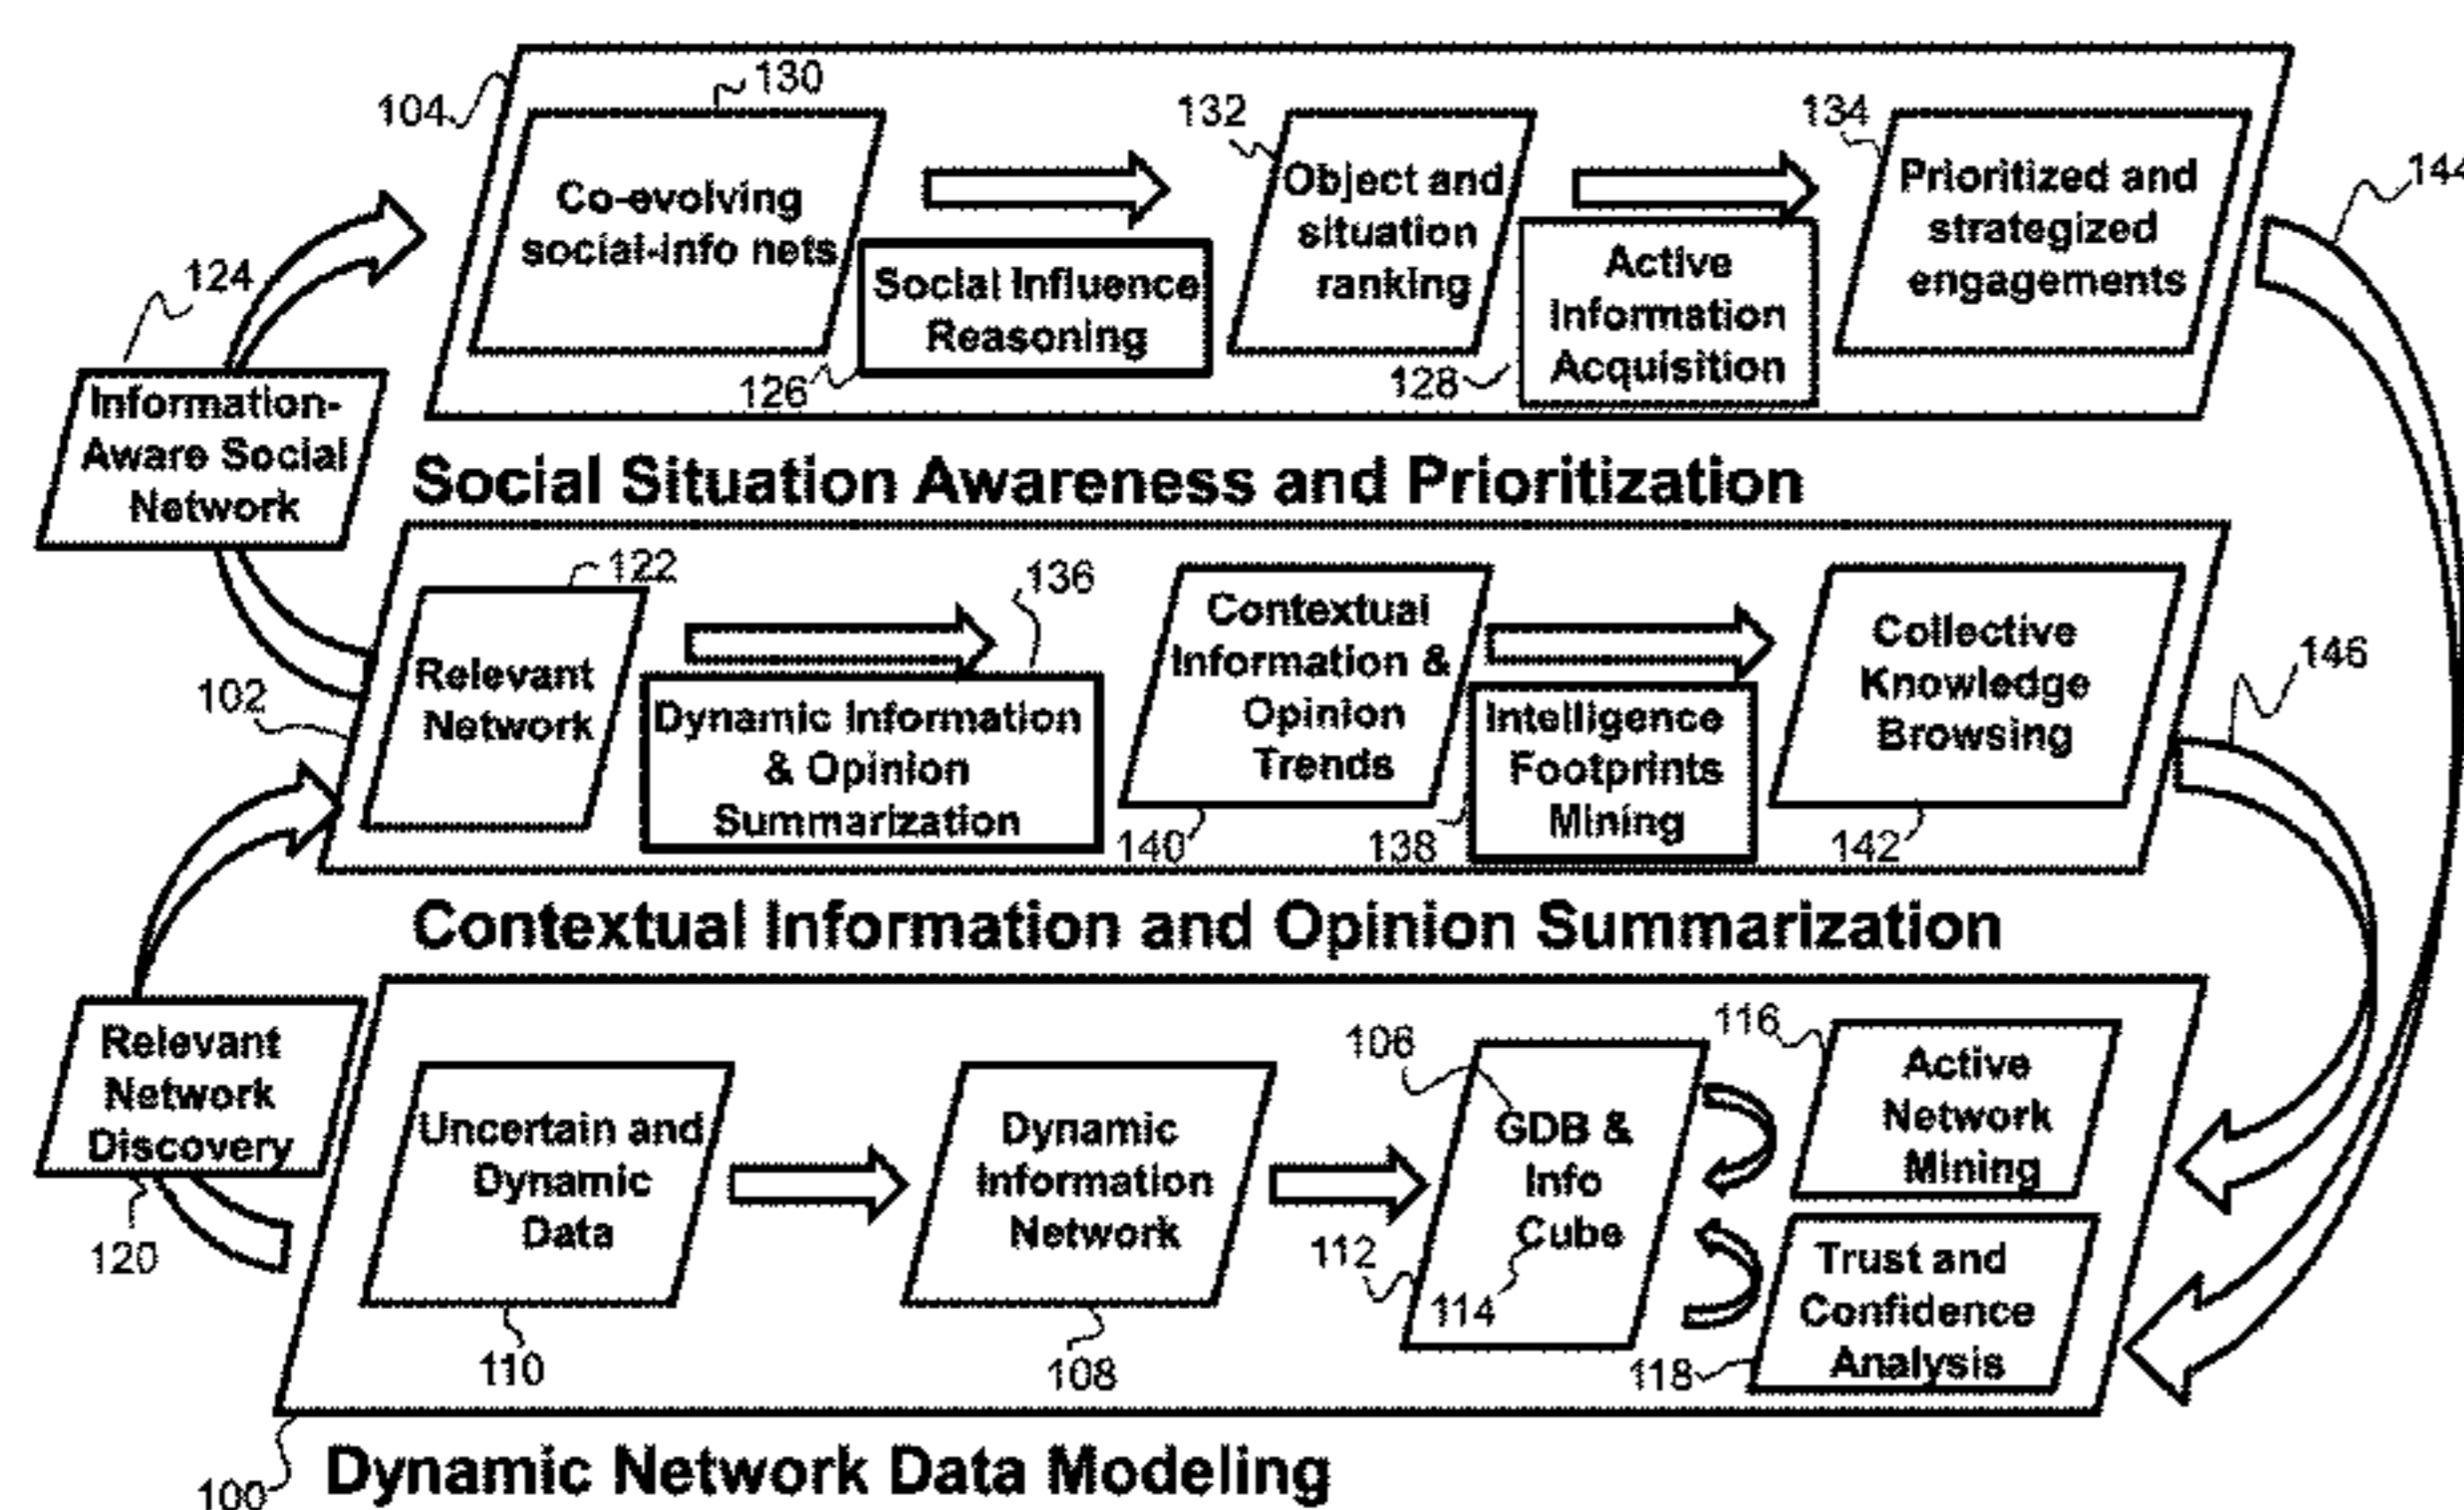 130
104
132
134
144
Co-evolving
social-info nets
Object and
situation
ranking
Prioritized and
strategized
engagements
Social Influence
Reasoning
Active
Information
Acquisition
126
128
124
Information-
Aware Social
Network
Social Situation Awareness and Prioritization
122
136
102
Relevant
Network
Dynamic Information
& Opinion
Summarization
Contextual
Information &
Opinion
Trends
Intelligence
Footprints
Mining
Collective
Knowledge
Browsing
146
140
138
142
Contextual Information and Opinion Summarization
Relevant
Network
Discovery
120
Uncertain and
Dynamic
Data
110
Dynamic
Information
Network
108
106
GDB &
Info
Cube
112
114
116
Active
Network
Mining
Trust and
Confidence
Analysis
118
100
Dynamic Network Data Modeling